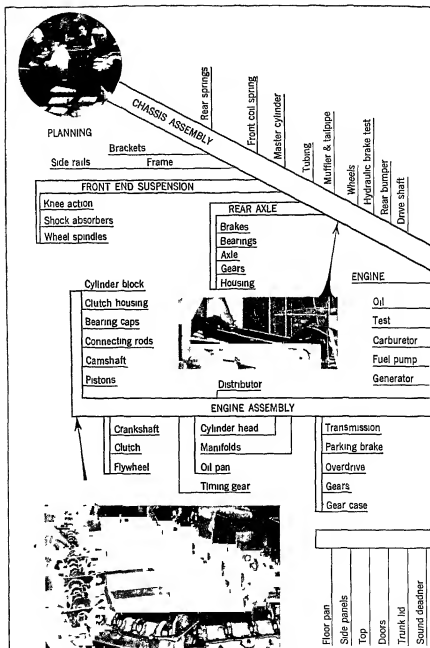 PLANNING
CHASSIS ASSEMBLY
Rear springs
Front coil spring
Master cylinder
Tubing
Muffler & tailpipe
Wheels
Hydraulic brake test
Rear bumper
Drive shaft
Brackets
Side rails
Frame
FRONT END SUSPENSION
Knee action
Shock absorbers
Wheel spindles
REAR AXLE
Brakes
Bearings
Axle
Gears
Housing
ENGINE
Oil
Test
Carburetor
Fuel pump
Generator
Cylinder block
Clutch housing
Bearing caps
Connecting rods
Camshaft
Pistons
Distributor
ENGINE ASSEMBLY
Crankshaft
Clutch
Flywheel
Cylinder head
Manifolds
Oil pan
Timing gear
Transmission
Parking brake
Overdrive
Gears
Gear case
Floor pan
Side panels
Top
Doors
Trunk lid
Sound deadner